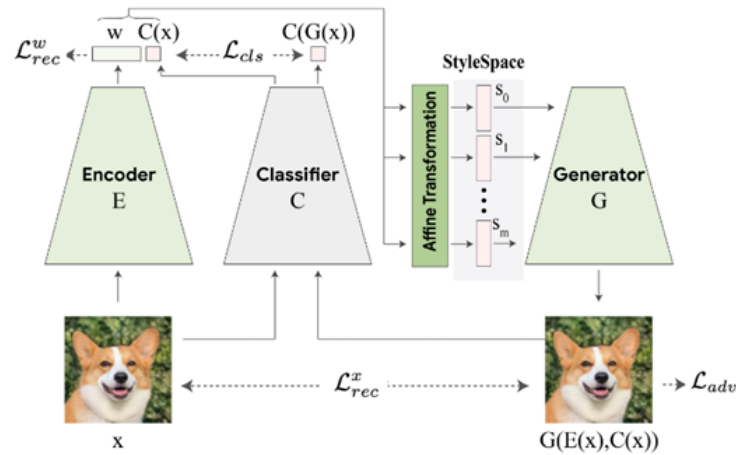 w C(x) C(G(x))
ℒ^w_rec ℒ_cls
StyleSpace
Encoder
E
Classifier
C
Affine Transformation
S_0
S_1
S_m
Generator
G
ℒ^x_rec
ℒ_adv
x
G(E(x),C(x))